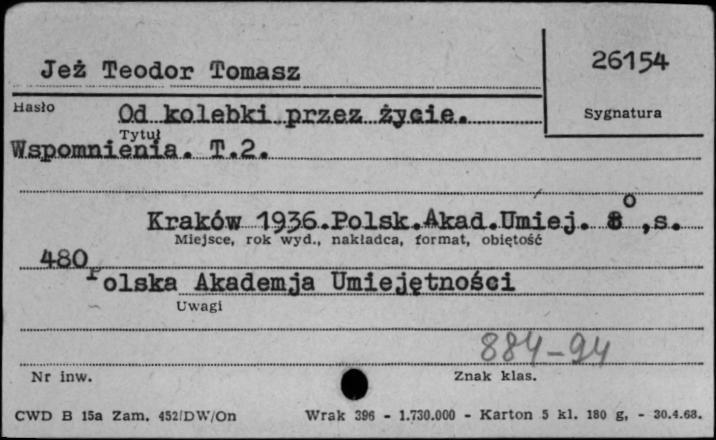 Jeż Teodor Tomasz
26154
Hasło
Od kolebki przez życie.
Sygnatura
Tytuł
Wspomnienia. T.2.
Kraków 1936.Polsk.Akad.Umiej. 8⁰,s.
Miejsce, rok wyd., nakładca, format, objętość
480
Polska Akademja Umiejętności
Uwagi
884-94
Nr inw.
Znak klas.
CWD B 15a Zam. 452/DW/On Wrak 396 - 1.730.000 - Karton 5 kl. 180 g, - 30.4.68.